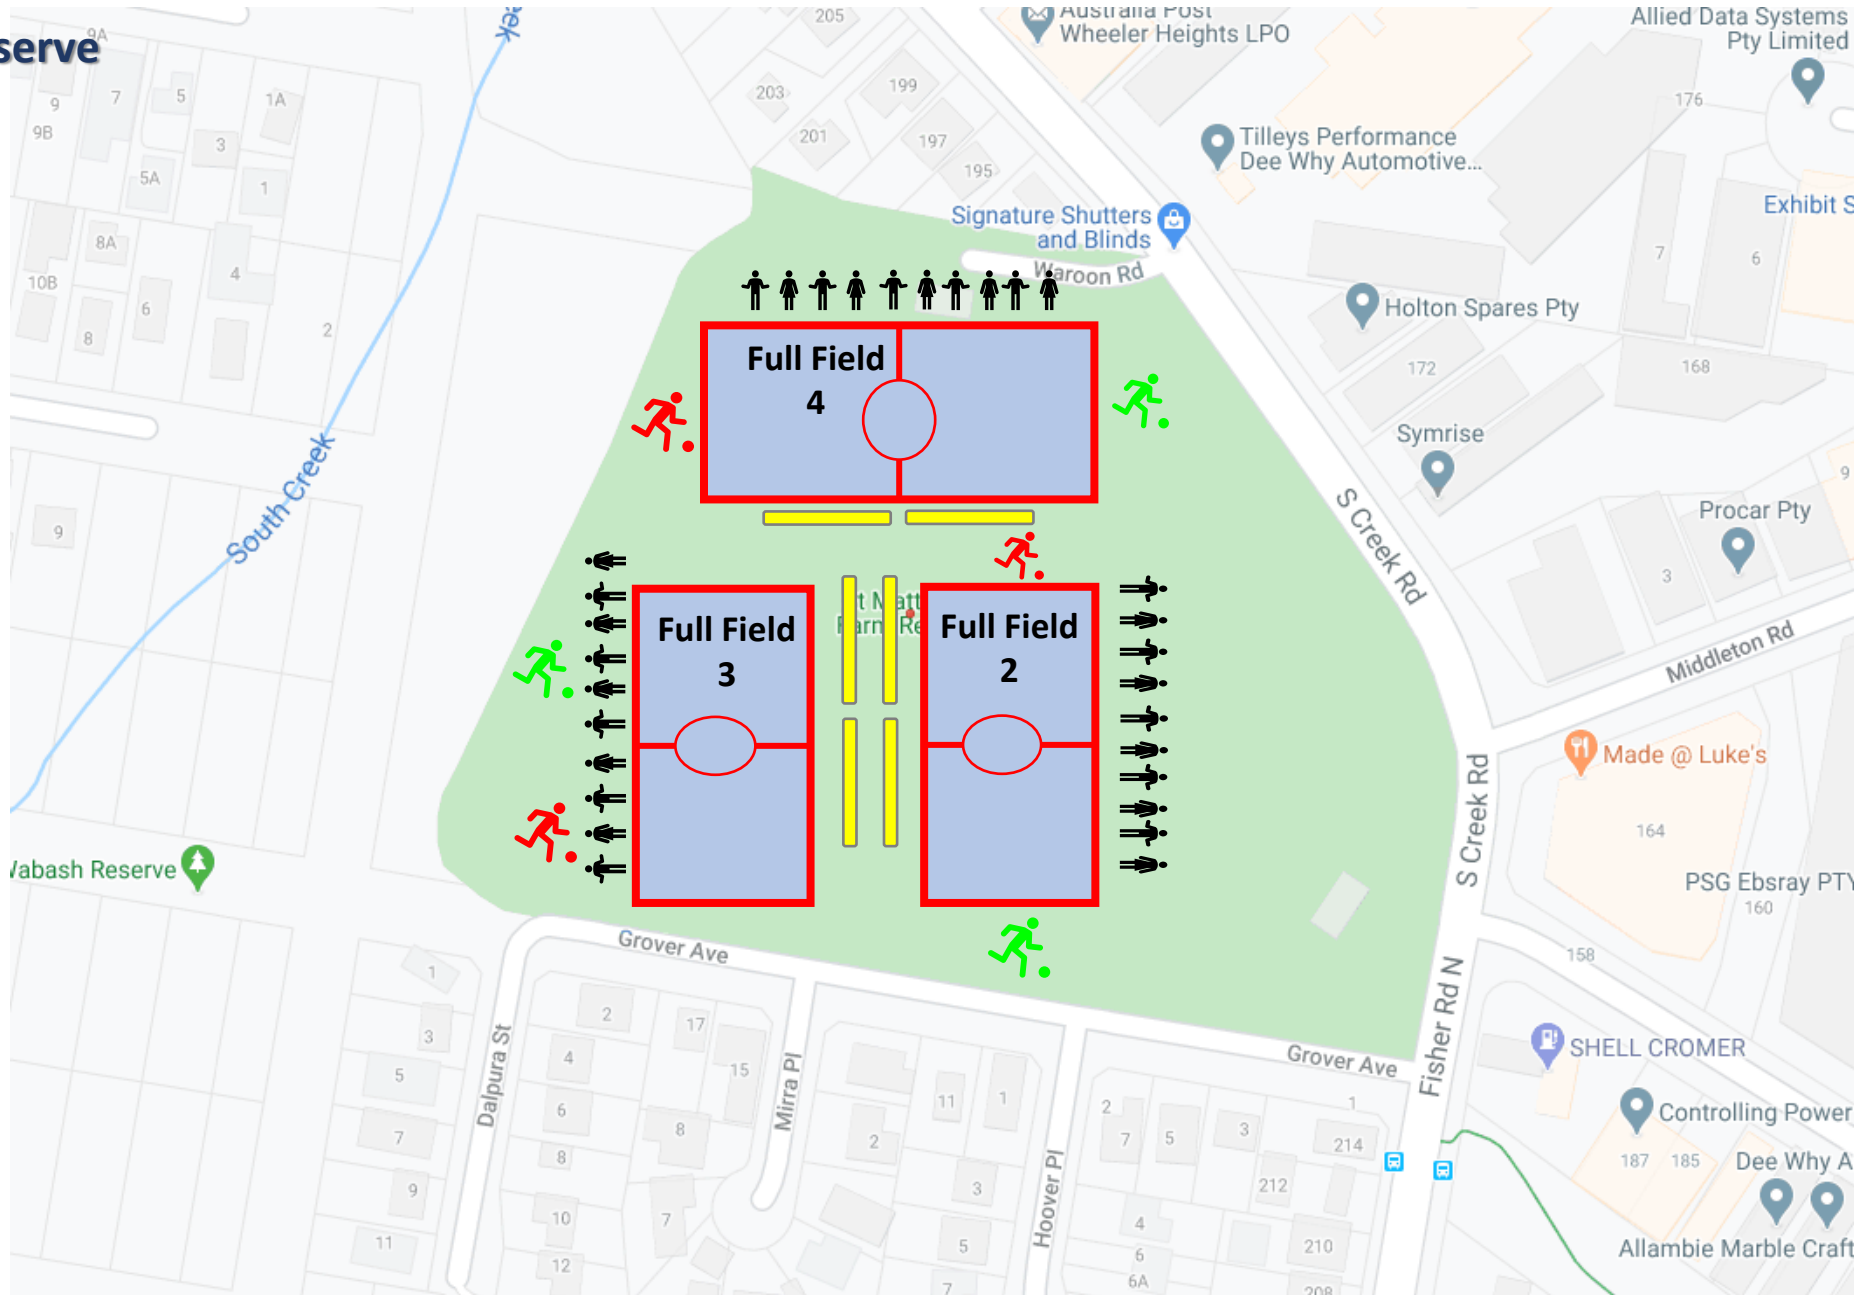 serve
Creek
9A
9
9B
7
5
1A
3
5A
1
8A
4
10B
6
8
2
205
203
199
201
197
195
Australia Post
Wheeler Heights LPO
Allied Data Systems
Pty Limited
176
Tilleys Performance
Dee Why Automotive...
Signature Shutters
and Blinds
Exhibit S
7
6
Waroon Rd
Holton Spares Pty
172
168
Full Field
4
Symrise
9
South Creek
9
S Creek Rd
Procar Pty
3
Full Field
3
Full Field
2
Middleton Rd
Made @ Luke's
S Creek Rd
164
Wabash Reserve
PSG Ebsray PTY
160
158
Grover Ave
Fisher Rd N
1
3
5
7
9
11
Dalpura St
2
17
4
15
6
8
8
10
7
12
Mirra Pl
11
1
2
3
5
7
Hoover Pl
Grover Ave
1
2
7
5
3
214
212
4
6
6A
210
208
SHELL CROMER
Controlling Power
187
185
Dee Why A
Allambie Marble Craft